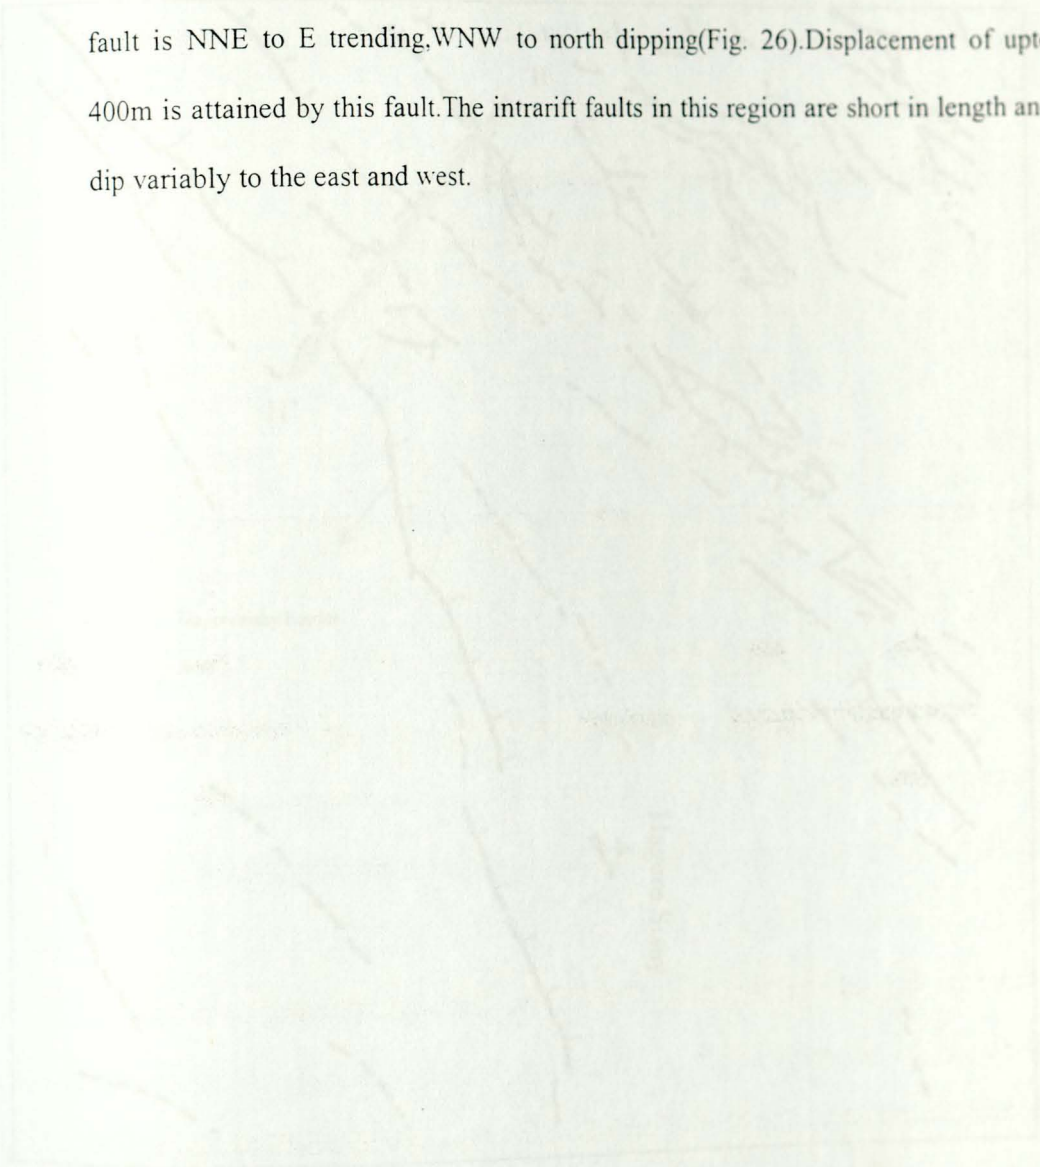 fault is NNE to E trending,WNW to north dipping(Fig. 26).Displacement of upt
400m is attained by this fault.The intrarift faults in this region are short in length an
dip variably to the east and west.